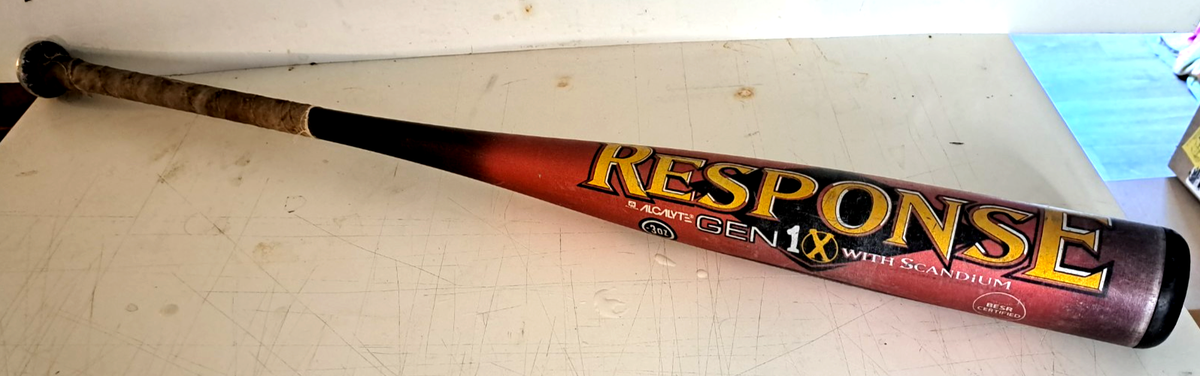 RESPONSE
ALCALYTE
-3oz
GEN1X WITH SCANDIUM
BESR
CERTIFIED